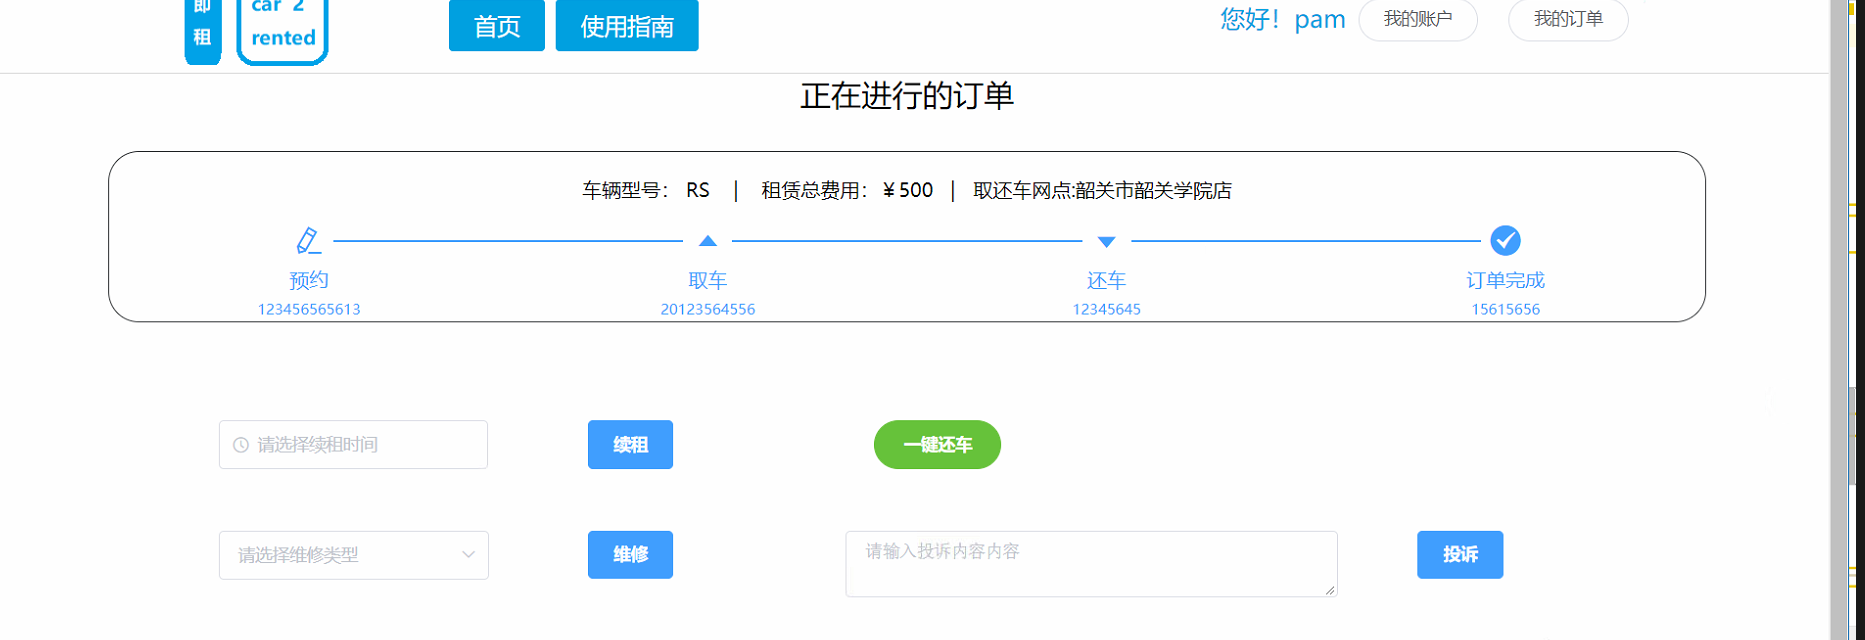 即
租
car 2
rented
首页
使用指南
您好！pam
我的账户
我的订单
正在进行的订单
车辆型号： RS | 租赁总费用：￥500 | 取还车网点:韶关市韶关学院店
预约
取车
还车
订单完成
123456565613
20123564556
12345645
15615656
请选择续租时间
续租
一键还车
请选择维修类型
维修
请输入投诉内容内容
投诉